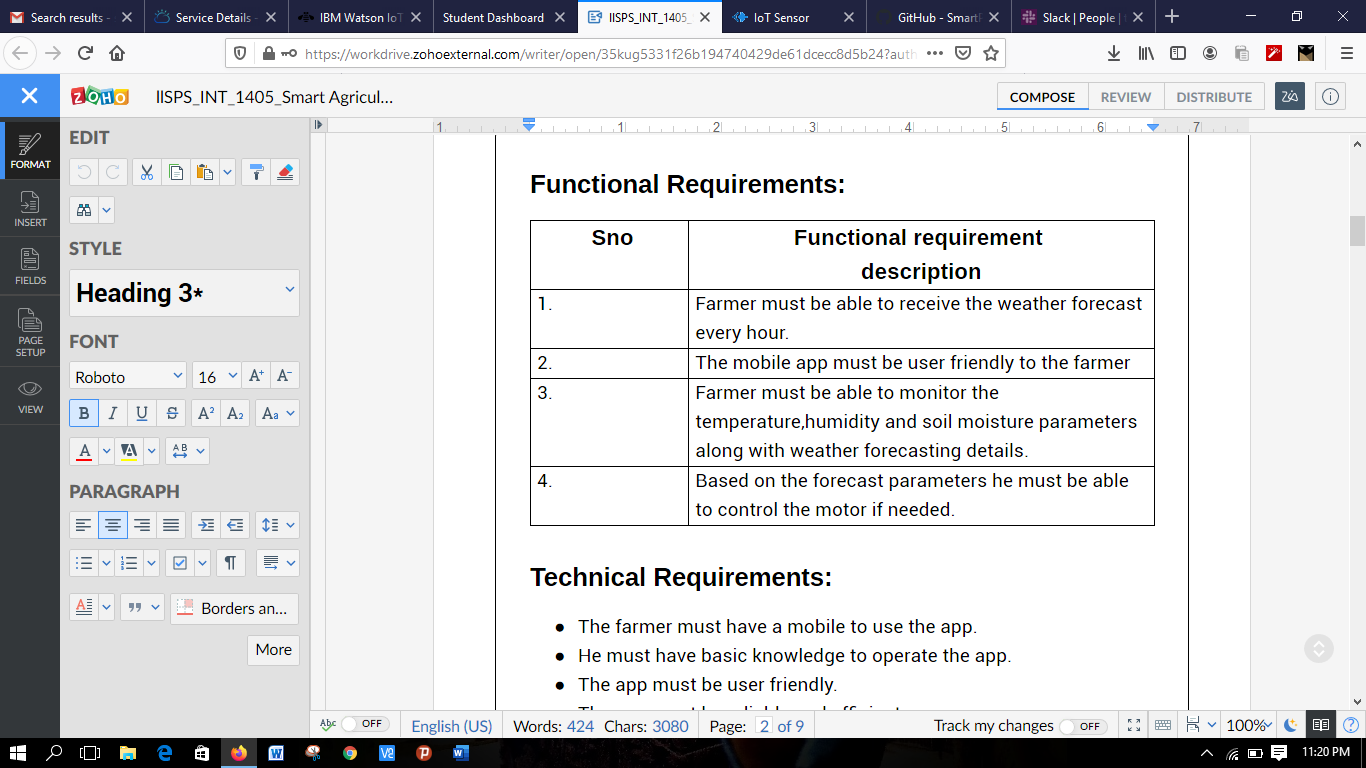 Search results -
Service Details -
IBM Watson IoT
Student Dashboard
IISPS_INT_1405_
IoT Sensor
GitHub - Smart
Slack | People |
https://workdrive.zohoexternal.com/writer/open/35kug5331f26b194740429de61dcecc8d5b24?auth
ZOHO
IISPS_INT_1405_Smart Agricul...
COMPOSE
REVIEW
DISTRIBUTE
FORMAT
INSERT
FIELDS
PAGE
SETUP
VIEW
EDIT
STYLE
Heading 3*
FONT
Roboto
16
A+
A-
B I U S A2 A2 Aa
A
A
AB
PARAGRAPH
Borders an...
More
1 1 2 3 4 5 6 7
Functional Requirements:
Sno
Functional requirement
description
1.
Farmer must be able to receive the weather forecast
every hour.
2.
The mobile app must be user friendly to the farmer
3.
Farmer must be able to monitor the
temperature,humidity and soil moisture parameters
along with weather forecasting details.
4.
Based on the forecast parameters he must be able
to control the motor if needed.
Technical Requirements:
● The farmer must have a mobile to use the app.
● He must have basic knowledge to operate the app.
● The app must be user friendly.
Abc OFF
English (US)
Words: 424 Chars: 3080
Page: 2 of 9
Track my changes OFF
100%
11:20 PM